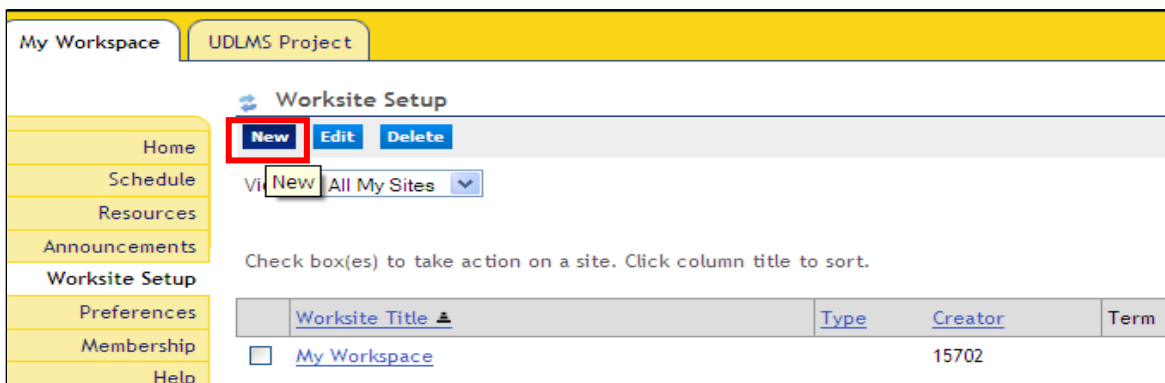 My Workspace UDLMS Project
Worksite Setup
New Edit Delete
Home
Schedule
Resources
Announcements
Worksite Setup
Preferences
Membership
Help
New All My Sites
Check box(es) to take action on a site. Click column title to sort.
Worksite Title Type Creator Term
My Workspace 15702